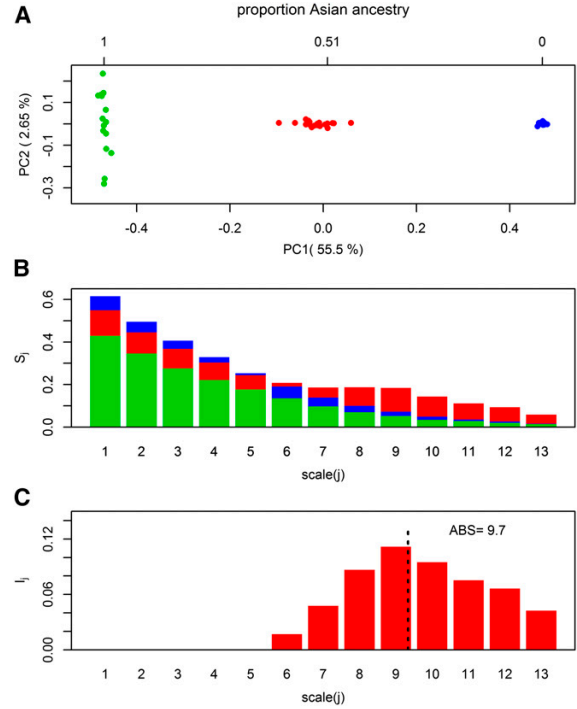 A
proportion Asian ancestry
1 0.51 0
PC2 ( 2.65 %)
0.1
-0.1
-0.3
-0.4 -0.2 0.0 0.2 0.4
PC1( 55.5 %)
B
Sj
0.6
0.4
0.2
0.0
1 2 3 4 5 6 7 8 9 10 11 12 13
scale(j)
C
ABS= 9.7
Ij
0.12
0.06
0.00
1 2 3 4 5 6 7 8 9 10 11 12 13
scale(j)